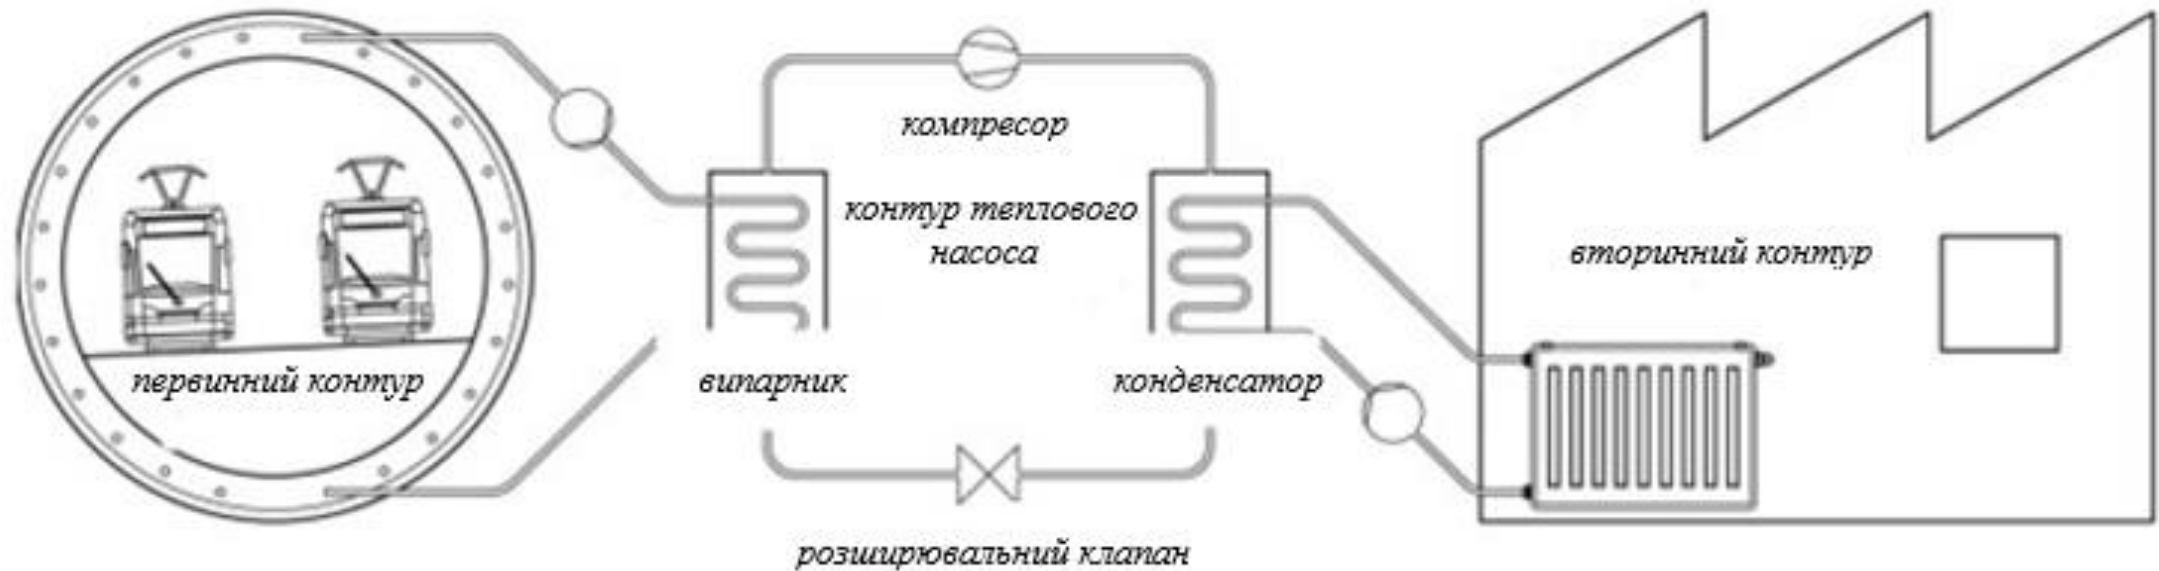 компресор
контур теплового
насоса
вторинний контур
первинний контур
випарник
конденсатор
розширювальний клапан